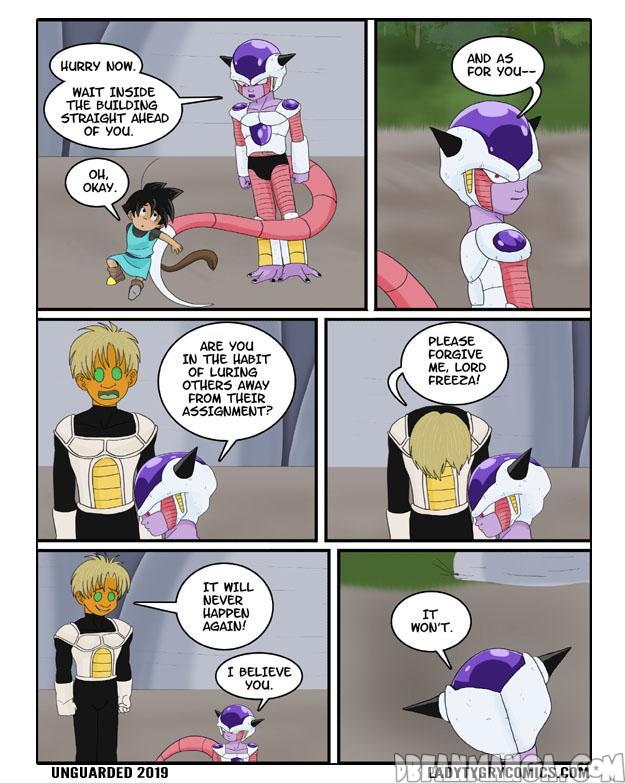 HURRY NOW.
WAIT INSIDE
THE BUILDING
STRAIGHT AHEAD
OF YOU.
OH,
OKAY.
AND AS
FOR YOU--
ARE YOU
IN THE HABIT
OF LURING
OTHERS AWAY
FROM THEIR
ASSIGNMENT?
PLEASE
FORGIVE
ME, LORD
FREEZA!
IT WILL
NEVER
HAPPEN
AGAIN!
I BELIEVE
YOU.
IT
WON'T.
UNGUARDED 2019
LADYTYGRYCOMICS.COM
DBFANMANGA.COM